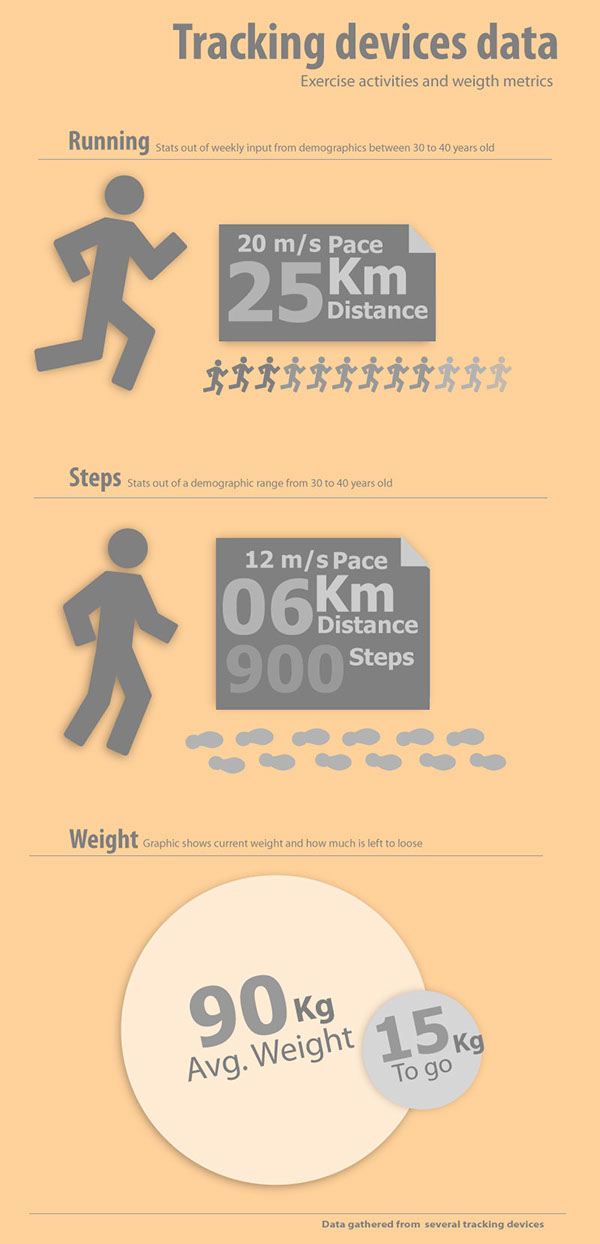 Tracking devices data
Exercise activities and weigth metrics
Running Stats out of weekly input from demographics between 30 to 40 years old
20 m/s Pace
25 Km
Distance
Steps Stats out of a demographic range from 30 to 40 years old
12 m/s Pace
06 Km
Distance
900 Steps
Weight Graphic shows current weight and how much is left to loose
90 Kg
Avg. Weight
15 Kg
To go
Data gathered from several tracking devices